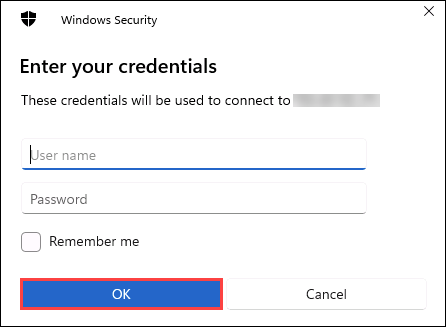 Windows Security
Enter your credentials
These credentials will be used to connect to
User name
Password
Remember me
OK
Cancel